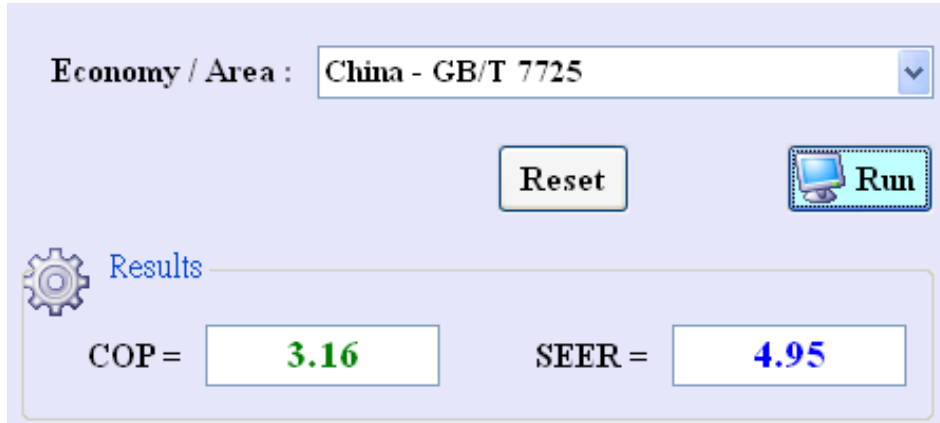 Economy / Area : China - GB/T 7725
Reset Run
Results
COP = 3.16 SEER = 4.95